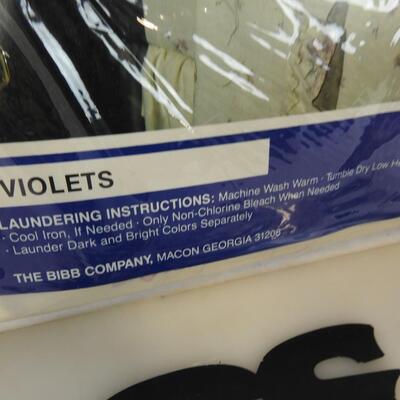 VIOLETS
LAUNDERING INSTRUCTIONS: Machine Wash Warm · Tumble Dry Low
· Cool Iron, If Needed · Only Non-Chlorine Bleach When Needed
· Launder Dark and Bright Colors Separately
THE BIBB COMPANY, MACON GEORGIA 31206